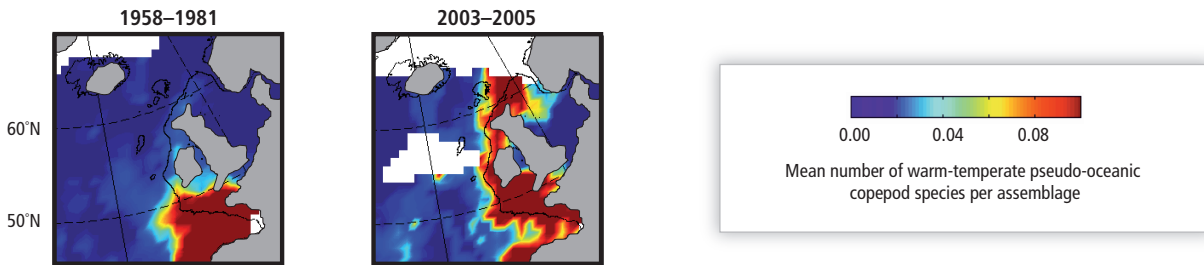 1958–1981
2003–2005
60˚N
50˚N
0.00 0.04 0.08
Mean number of warm-temperate pseudo-oceanic
copepod species per assemblage